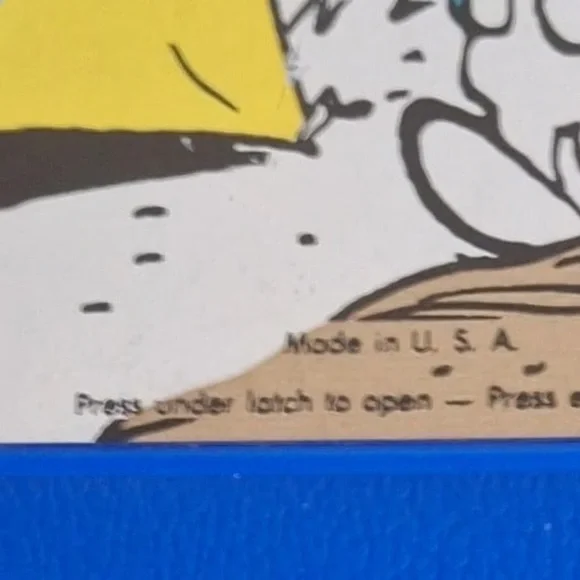 Made in U. S. A.
Press under latch to open — Press e